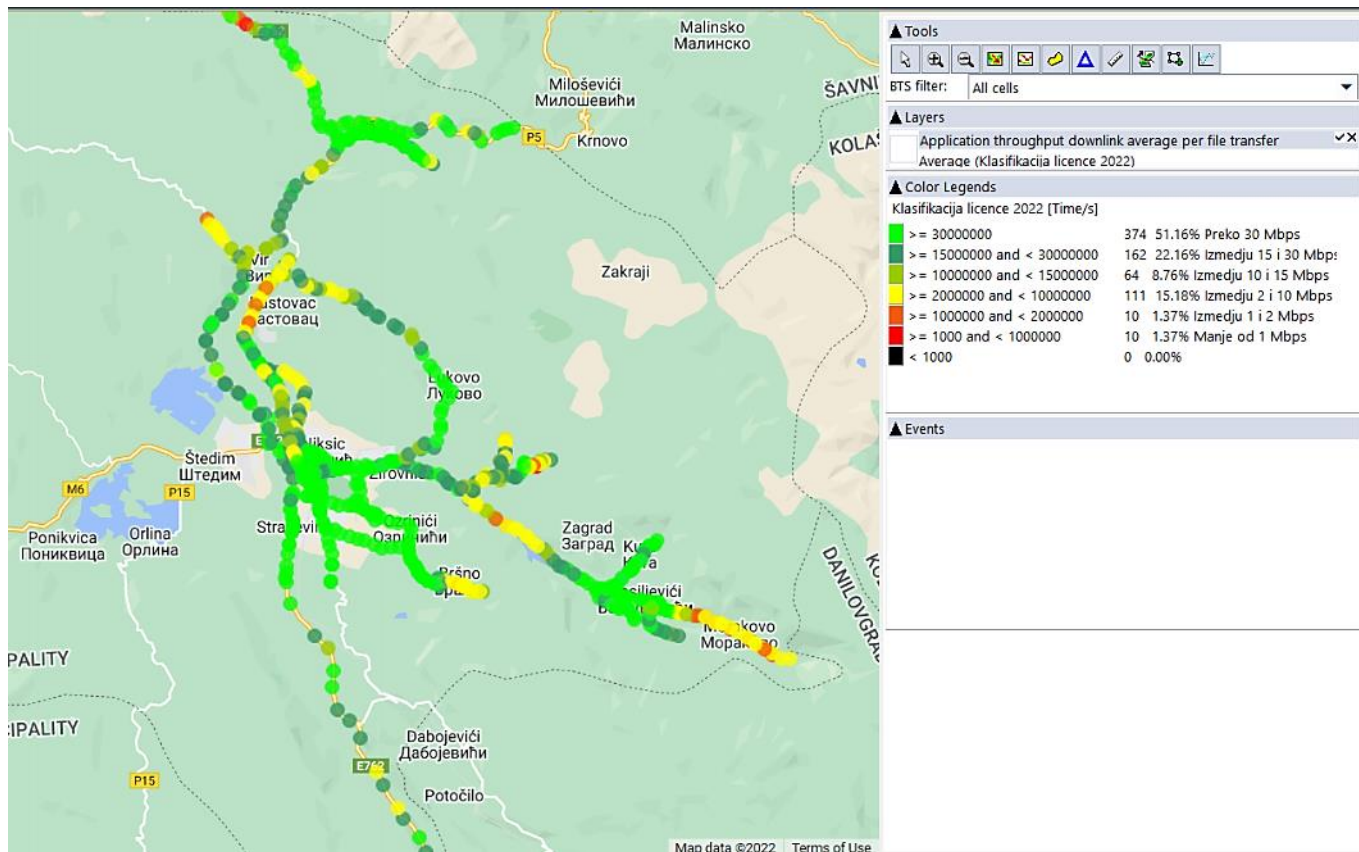 Malinsko
Малинско
Miloševići
Милошевићи
ŠAVNI
P5
Krnovo
KOLAŠ
Zakraji
Vir
Lukovo
Луково
Štedim
Штедим
M6
P15
Ponikvica
Пониквица
Orlina
Орлина
Ozrinići
Озринићи
Zagrad
Заград
Bršno
DANILOVGRAD
Мораково
PALITY
CIPALITY
Dabojevići
Дабојевићи
E762
P15
Potočilo
Map data ©2022 Terms of Use
Tools
BTS filter: All cells
Layers
Application throughput downlink average per file transfer
Average (Klasifikacija licence 2022)
Color Legends
Klasifikacija licence 2022 [Time/s]
>= 30000000 374 51.16% Preko 30 Mbps
>= 15000000 and < 30000000 162 22.16% Izmedju 15 i 30 Mbps
>= 10000000 and < 15000000 64 8.76% Izmedju 10 i 15 Mbps
>= 2000000 and < 10000000 111 15.18% Izmedju 2 i 10 Mbps
>= 1000000 and < 2000000 10 1.37% Izmedju 1 i 2 Mbps
>= 1000 and < 1000000 10 1.37% Manje od 1 Mbps
< 1000 0 0.00%
Events